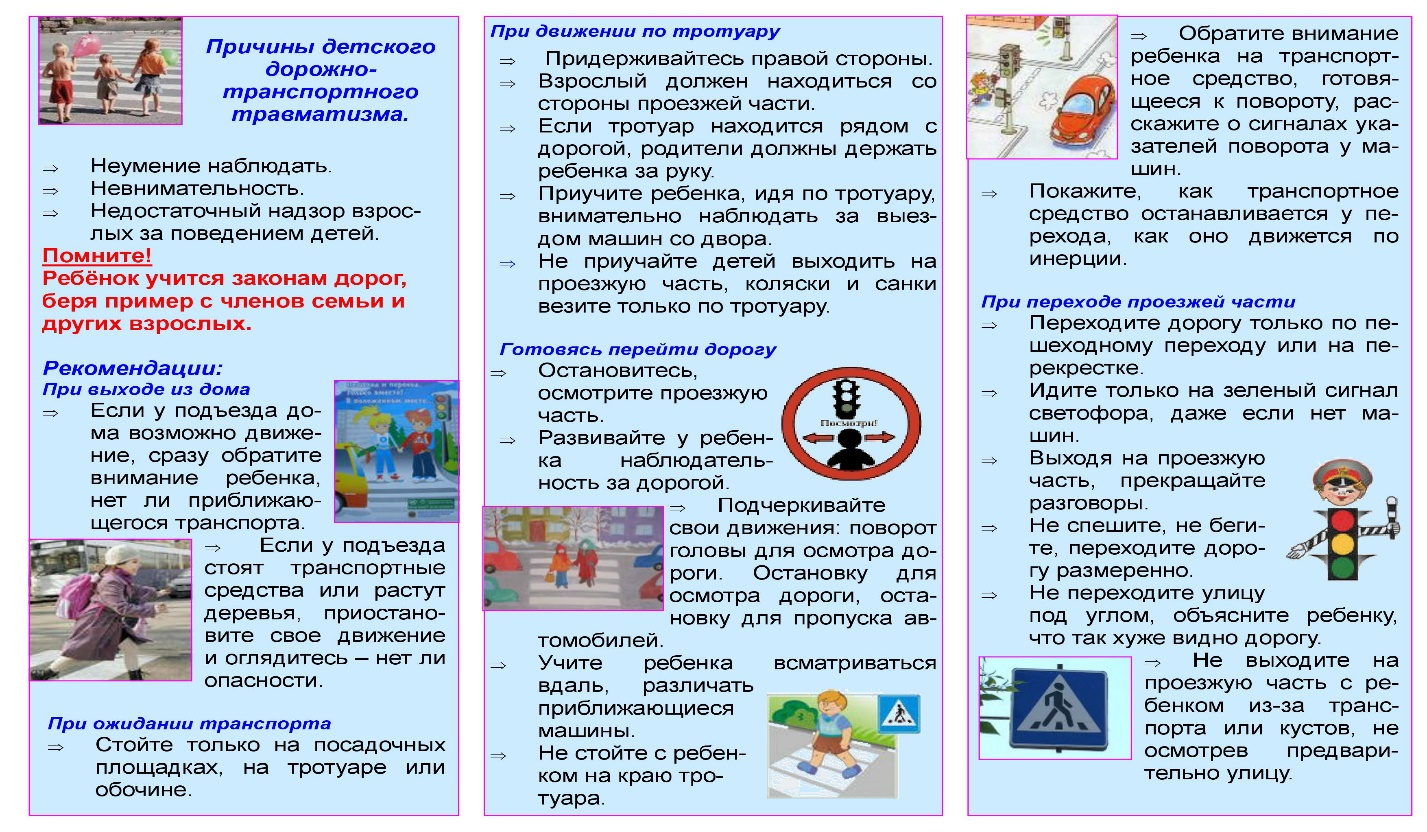 Причины детского
дорожно-
транспортного
травматизма.
⇒ Неумение наблюдать.
⇒ Невнимательность.
⇒ Недостаточный надзор взрос-
лых за поведением детей.
Помните!
Ребёнок учится законам дорог,
беря пример с членов семьи и
других взрослых.
Рекомендации:
При выходе из дома
⇒ Если у подъезда до-
ма возможно движе-
ние, сразу обратите
внимание ребенка,
нет ли приближаю-
щегося транспорта.
⇒ Если у подъезда
стоят транспортные
средства или растут
деревья, приостано-
вите свое движение
и оглядитесь – нет ли
опасности.
При ожидании транспорта
⇒ Стойте только на посадочных
площадках, на тротуаре или
обочине.
При движении по тротуару
⇒ Придерживайтесь правой стороны.
⇒ Взрослый должен находиться со
стороны проезжей части.
⇒ Если тротуар находится рядом с
дорогой, родители должны держать
ребенка за руку.
⇒ Приучите ребенка, идя по тротуару,
внимательно наблюдать за выез-
дом машин со двора.
⇒ Не приучайте детей выходить на
проезжую часть, коляски и санки
везите только по тротуару.
Готовясь перейти дорогу
⇒ Остановитесь,
осмотрите проезжую
часть.
⇒ Развивайте у ребен-
ка наблюдатель-
ность за дорогой.
Посмотри!
⇒ Подчеркивайте
свои движения: поворот
головы для осмотра до-
роги. Остановку для
осмотра дороги, оста-
новку для пропуска ав-
томобилей.
⇒ Учите ребенка всматриваться
вдаль, различать
приближающиеся
машины.
⇒ Не стойте с ребен-
ком на краю тро-
туара.
⇒ Обратите внимание
ребенка на транспорт-
ное средство, готовя-
щееся к повороту, рас-
скажите о сигналах ука-
зателей поворота у ма-
шин.
⇒ Покажите, как транспортное
средство останавливается у пе-
рехода, как оно движется по
инерции.
При переходе проезжей части
⇒ Переходите дорогу только по пе-
шеходному переходу или на пе-
рекрестке.
⇒ Идите только на зеленый сигнал
светофора, даже если нет ма-
шин.
⇒ Выходя на проезжую
часть, прекращайте
разговоры.
⇒ Не спешите, не беги-
те, переходите доро-
гу размеренно.
⇒ Не переходите улицу
под углом, объясните ребенку,
что так хуже видно дорогу.
⇒ Не выходите на
проезжую часть с ре-
бенком из-за транс-
порта или кустов, не
осмотрев предвари-
тельно улицу.